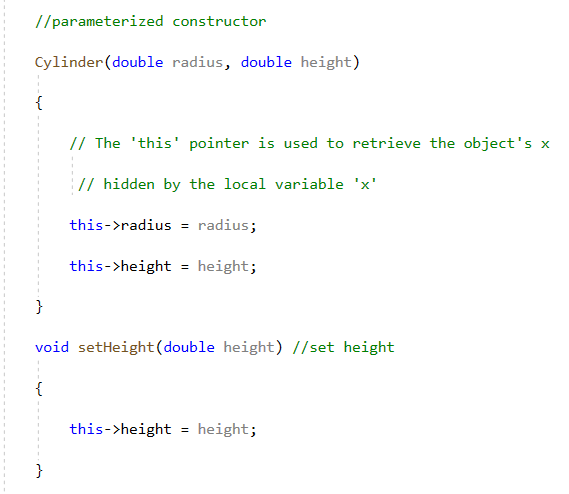 //parameterized constructor
Cylinder(double radius, double height)
{
// The 'this' pointer is used to retrieve the object's x
// hidden by the local variable 'x'
this->radius = radius;
this->height = height;
}
void setHeight(double height) //set height
{
this->height = height;
}